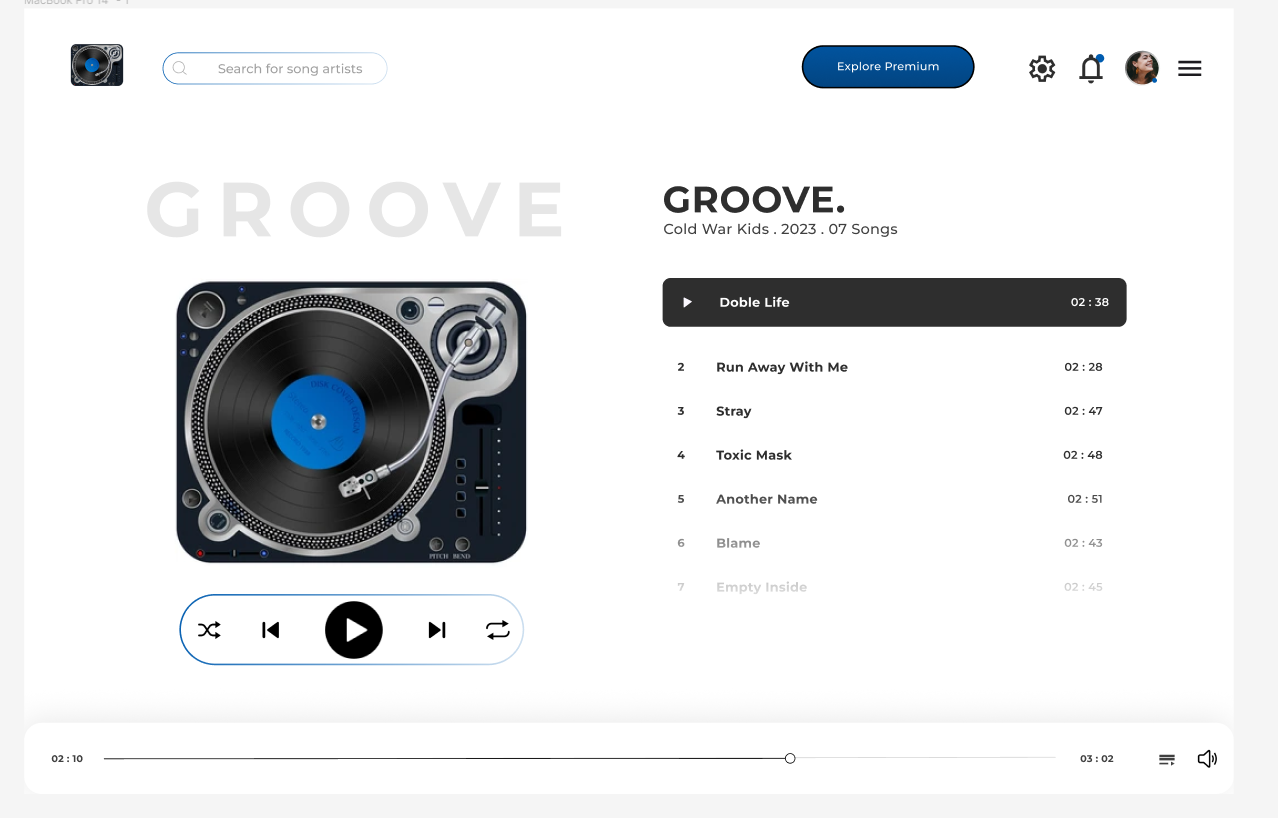 MacBook Pro 14" - 1
Search for song artists
Explore Premium
GROOVE
GROOVE.
Cold War Kids . 2023 . 07 Songs
Doble Life 02 : 38
2 Run Away With Me 02 : 28
3 Stray 02 : 47
4 Toxic Mask 02 : 48
5 Another Name 02 : 51
6 Blame 02 : 43
7 Empty Inside 02 : 45
DISK COVER DESIGN
PITCH BEND
02 : 10 03 : 02